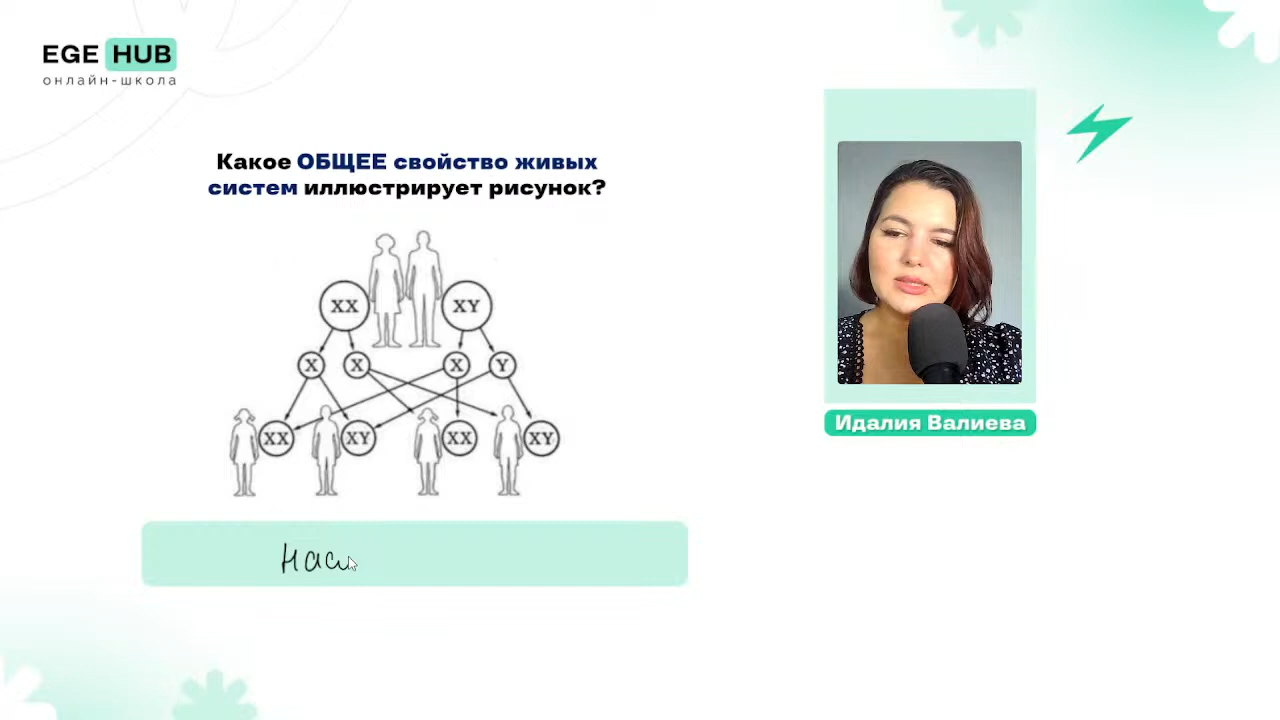 EGE HUB
онлайн-школа
Какое ОБЩЕЕ свойство живых
систем иллюстрирует рисунок?
XX XY
X X X Y
XX XY XX XY
нас
Идалия Валиева